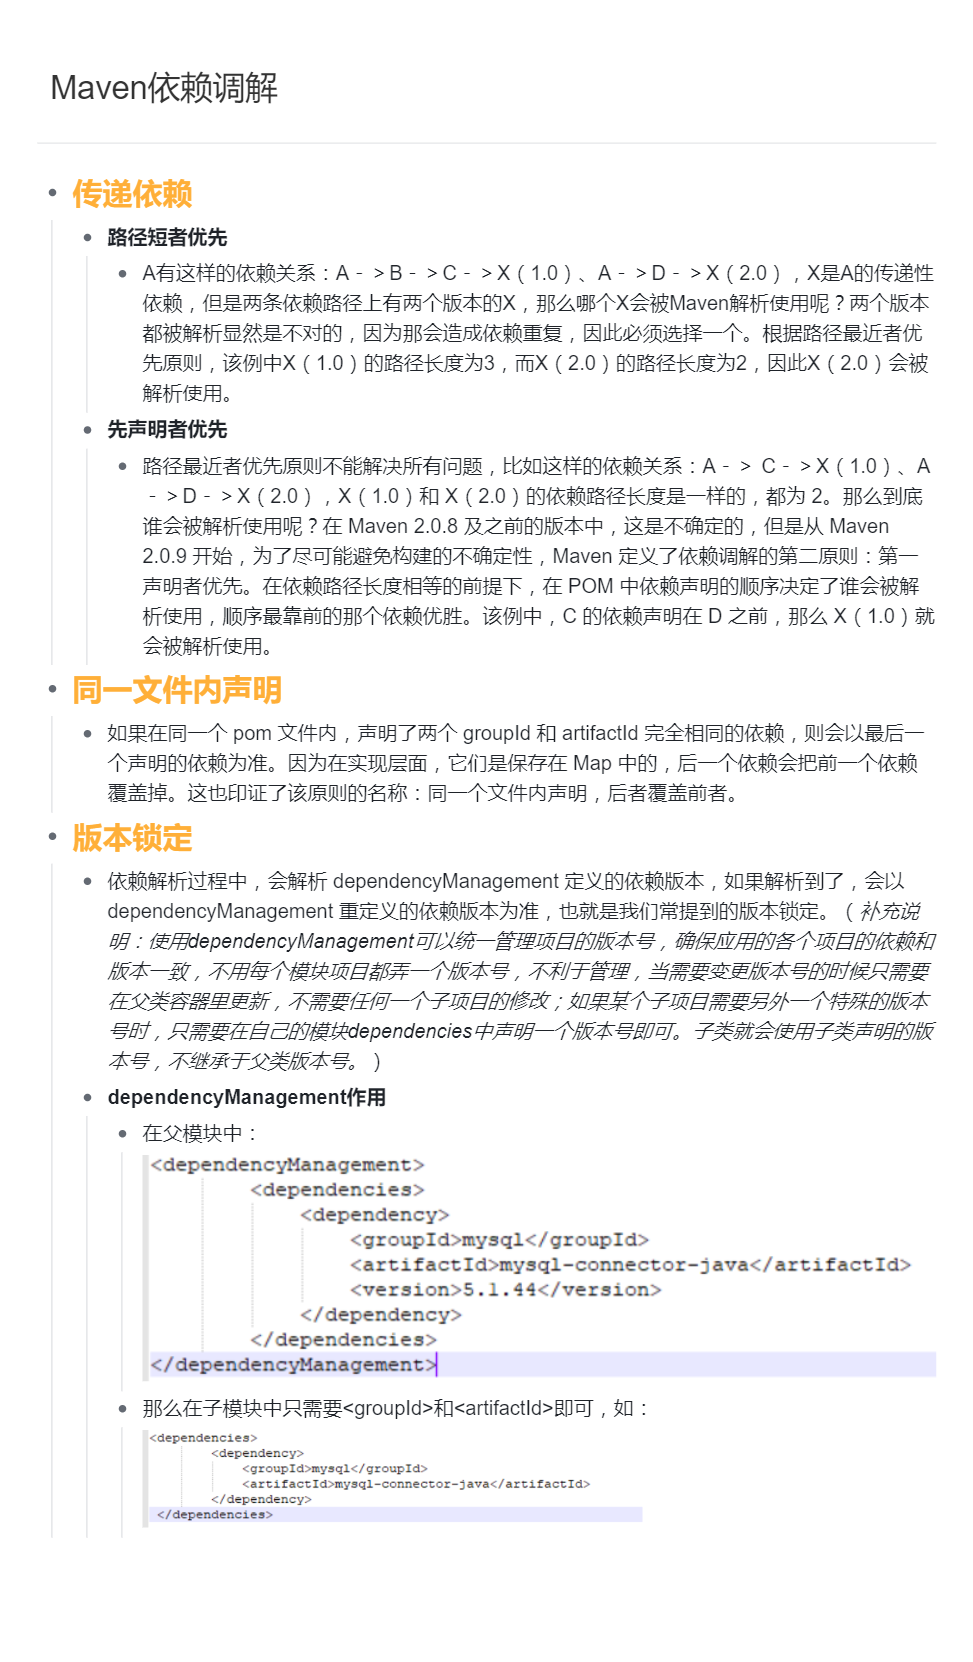 Maven依赖调解
传递依赖
路径短者优先
A有这样的依赖关系：A－＞B－＞C－＞X（1.0）、A－＞D－＞X（2.0），X是A的传递性
依赖，但是两条依赖路径上有两个版本的X，那么哪个X会被Maven解析使用呢？两个版本
都被解析显然是不对的，因为那会造成依赖重复，因此必须选择一个。根据路径最近者优
先原则，该例中X（1.0）的路径长度为3，而X（2.0）的路径长度为2，因此X（2.0）会被
解析使用。
先声明者优先
路径最近者优先原则不能解决所有问题，比如这样的依赖关系：A－＞ C－＞X（1.0）、A
－＞D－＞X（2.0），X（1.0）和 X（2.0）的依赖路径长度是一样的，都为 2。那么到底
谁会被解析使用呢？在 Maven 2.0.8 及之前的版本中，这是不确定的，但是从 Maven
2.0.9 开始，为了尽可能避免构建的不确定性，Maven 定义了依赖调解的第二原则：第一
声明者优先。在依赖路径长度相等的前提下，在 POM 中依赖声明的顺序决定了谁会被解
析使用，顺序最靠前的那个依赖优胜。该例中，C 的依赖声明在 D 之前，那么 X（1.0）就
会被解析使用。
同一文件内声明
如果在同一个 pom 文件内，声明了两个 groupId 和 artifactId 完全相同的依赖，则会以最后一
个声明的依赖为准。因为在实现层面，它们是保存在 Map 中的，后一个依赖会把前一个依赖
覆盖掉。这也印证了该原则的名称：同一个文件内声明，后者覆盖前者。
版本锁定
依赖解析过程中，会解析 dependencyManagement 定义的依赖版本，如果解析到了，会以
dependencyManagement 重定义的依赖版本为准，也就是我们常提到的版本锁定。（补充说
明：使用dependencyManagement可以统一管理项目的版本号，确保应用的各个项目的依赖和
版本一致，不用每个模块项目都弄一个版本号，不利于管理，当需要变更版本号的时候只需要
在父类容器里更新，不需要任何一个子项目的修改；如果某个子项目需要另外一个特殊的版本
号时，只需要在自己的模块dependencies中声明一个版本号即可。子类就会使用子类声明的版
本号，不继承于父类版本号。）
dependencyManagement作用
在父模块中：
<dependencyManagement>
<dependencies>
<dependency>
<groupId>mysql</groupId>
<artifactId>mysql-connector-java</artifactId>
<version>5.1.44</version>
</dependency>
</dependencies>
</dependencyManagement>
那么在子模块中只需要<groupId>和<artifactId>即可，如：
<dependencies>
<dependency>
<groupId>mysql</groupId>
<artifactId>mysql-connector-java</artifactId>
</dependency>
</dependencies>